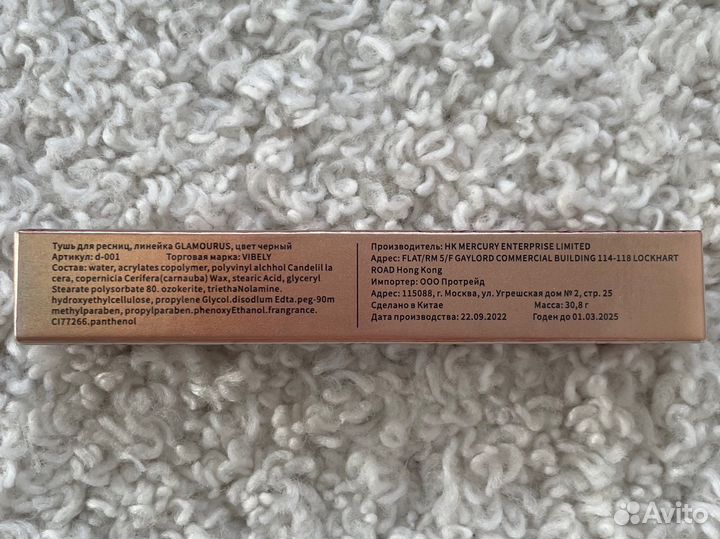 Тушь для ресниц, линейка GLAMOURUS, цвет черный
Артикул: d-001 Торговая марка: VIBELY
Состав: water, acrylates copolymer, polyvinyl alchhol Candelil la
cera, copernicia Cerifera(carnauba) Wax, stearic Acid, glyceryl
Stearate polysorbate 80. ozokerite, triethaNolamine.
hydroxyethylcellulose, propylene Glycol.disodlum Edta.peg-90m
methylparaben, propylparaben.phenoxyEthanol.frangrance.
CI77266.panthenol
Производитель: HK MERCURY ENTERPRISE LIMITED
Адрес: FLAT/RM 5/F GAYLORD COMMERCIAL BUILDING 114-118 LOCKHART
ROAD Hong Kong
Импортер: ООО Протрейд
Адрес: 115088, г. Москва, ул. Угрешская дом № 2, стр. 25
Сделано в Китае Масса: 30,8 г
Дата производства: 22.09.2022 Годен до 01.03.2025
Avito